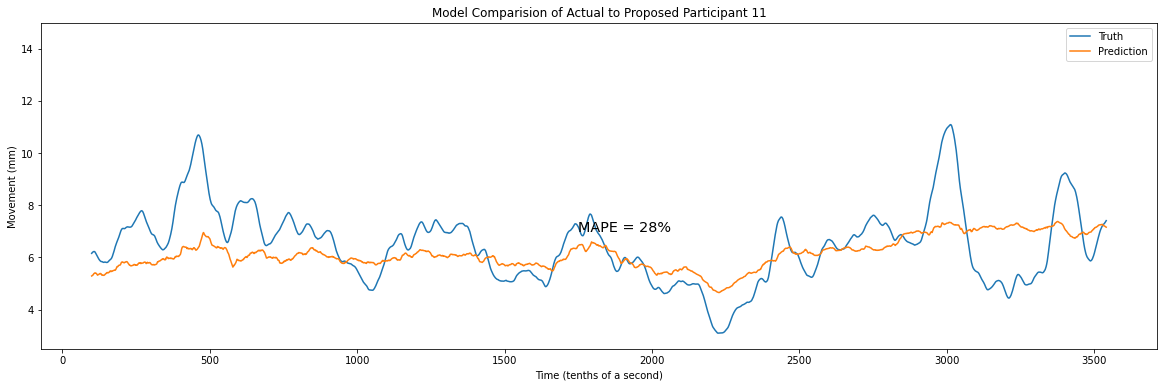 Model Comparision of Actual to Proposed Participant 11
Truth
Prediction
14
12
10
8
6
4
Movement (mm)
MAPE = 28%
0
500
1000
1500
2000
2500
3000
3500
Time (tenths of a second)